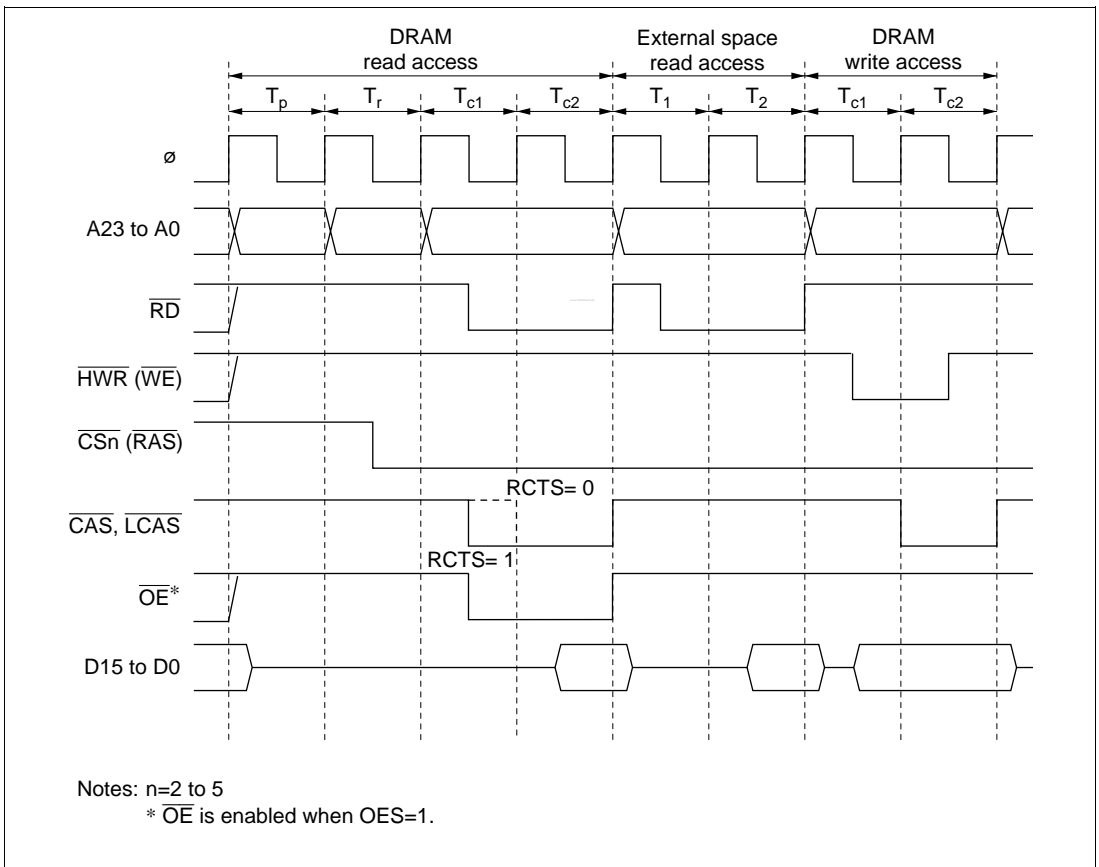 DRAM External space DRAM
read access read access write access
Tp Tr Tc1 Tc2 T1 T2 Tc1 Tc2
ø
A23 to A0
RD
HWR (WE)
CSn (RAS)
RCTS= 0
CAS, LCAS
RCTS= 1
OE*
D15 to D0
Notes: n=2 to 5
* OE is enabled when OES=1.